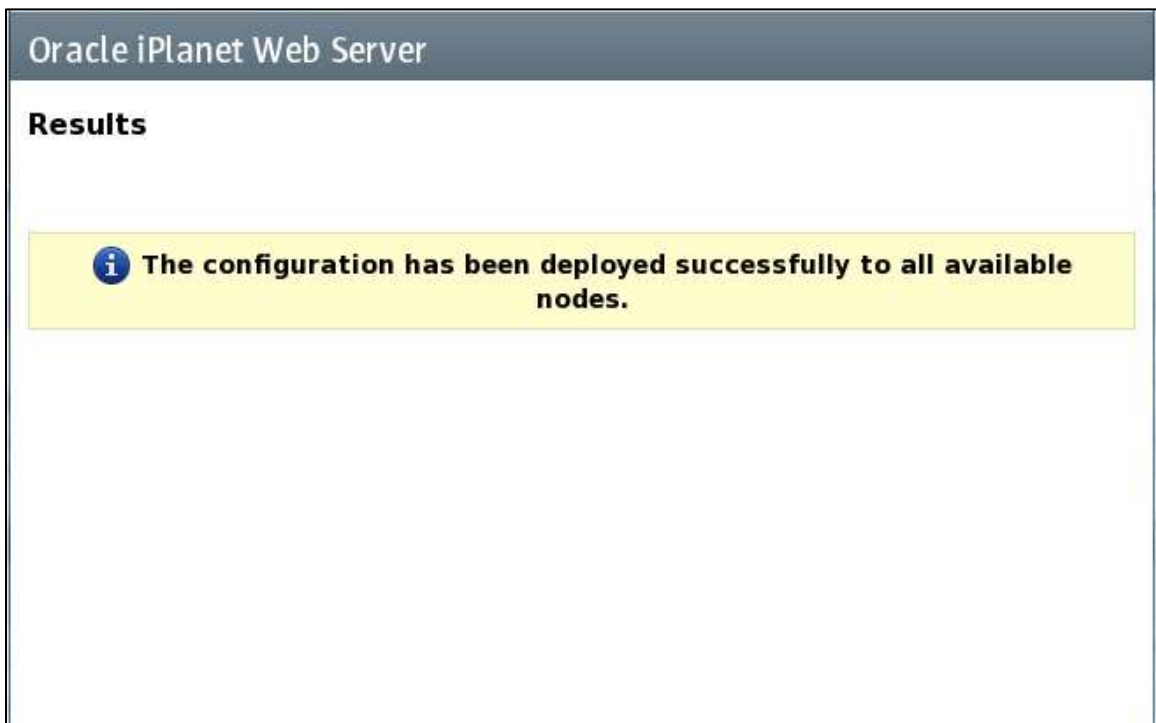 Oracle iPlanet Web Server
Results
The configuration has been deployed successfully to all available
nodes.